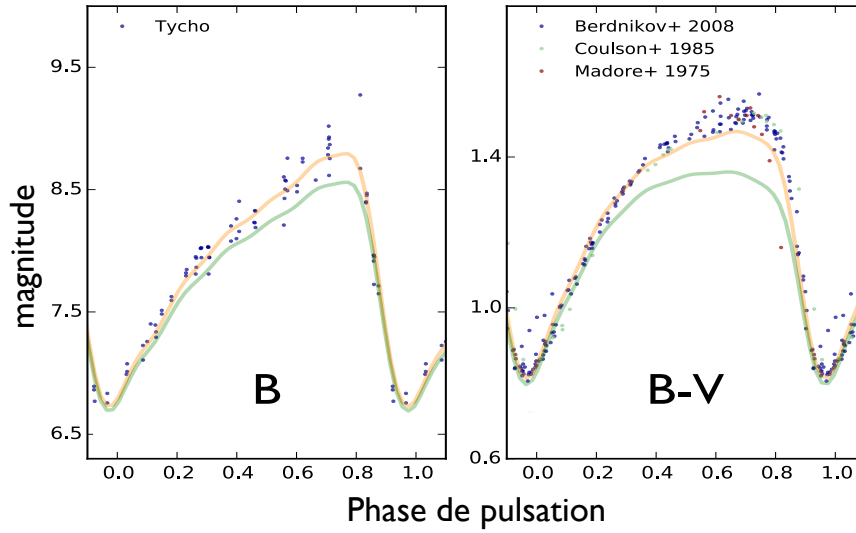 Tycho
9.5
8.5
7.5
6.5
magnitude
B
0.0 0.2 0.4 0.6 0.8 1.0
Berdnikov+ 2008
Coulson+ 1985
Madore+ 1975
1.4
1.0
0.6
B-V
0.0 0.2 0.4 0.6 0.8 1.0
Phase de pulsation